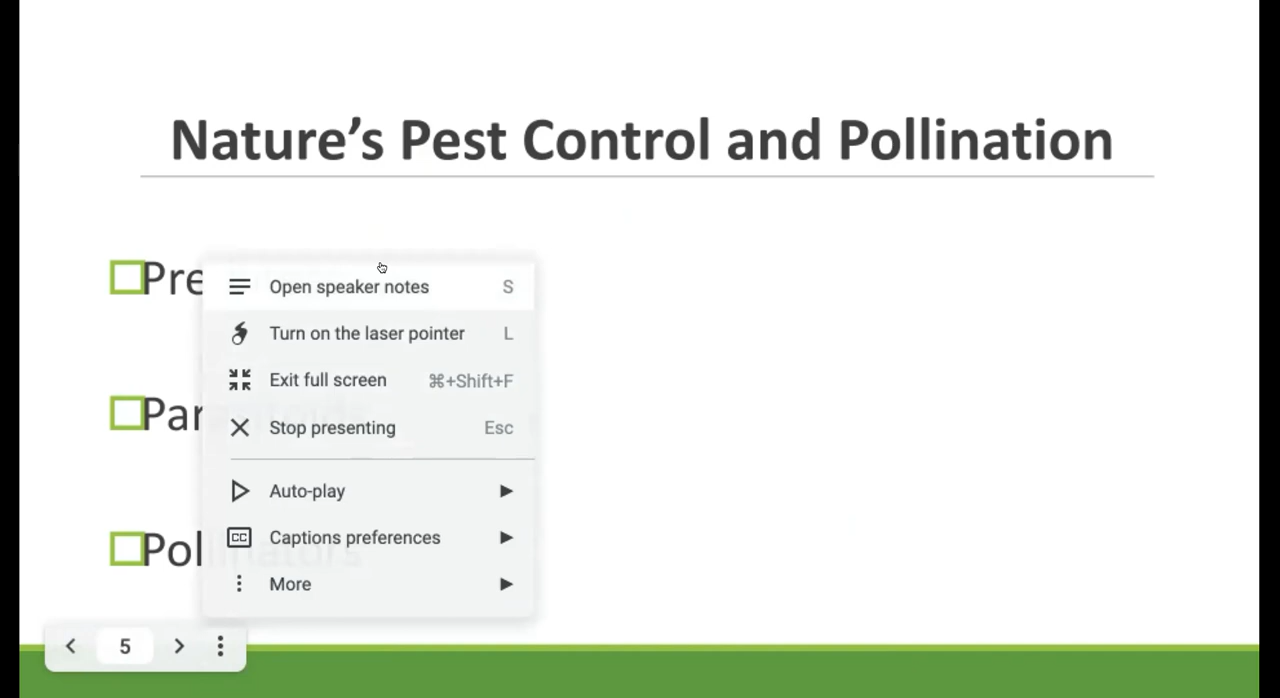 Nature's Pest Control and Pollination
Pre
Open speaker notes S
Turn on the laser pointer L
Exit full screen ⌘+Shift+F
Par
Stop presenting Esc
Auto-play
Captions preferences
Pol
More
5